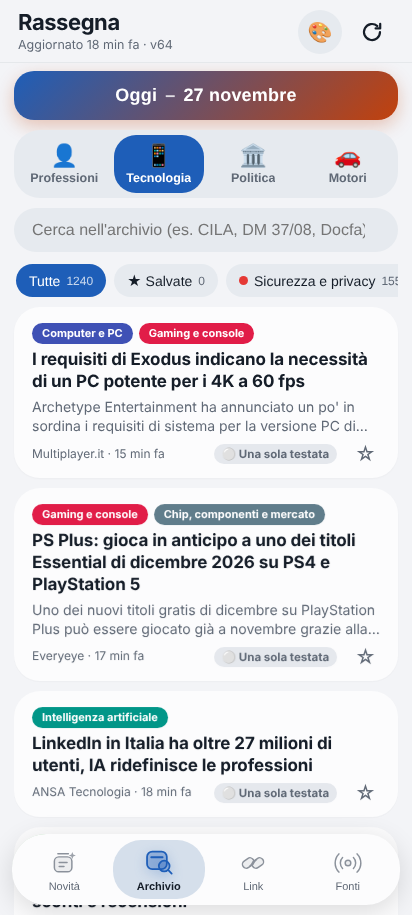 Rassegna
Aggiornato 18 min fa · v64
Oggi – 27 novembre
Professioni
Tecnologia
Politica
Motori
Cerca nell'archivio (es. CILA, DM 37/08, Docfa)
Tutte 1240
★ Salvate 0
Sicurezza e privacy 155
Computer e PC
Gaming e console
I requisiti di Exodus indicano la necessità
di un PC potente per i 4K a 60 fps
Archetype Entertainment ha annunciato un po' in
sordina i requisiti di sistema per la versione PC di...
Multiplayer.it · 15 min fa
Una sola testata
Gaming e console
Chip, componenti e mercato
PS Plus: gioca in anticipo a uno dei titoli
Essential di dicembre 2026 su PS4 e
PlayStation 5
Uno dei nuovi titoli gratis di dicembre su PlayStation
Plus può essere giocato già a novembre grazie alla...
Everyeye · 17 min fa
Una sola testata
Intelligenza artificiale
LinkedIn in Italia ha oltre 27 milioni di
utenti, IA ridefinisce le professioni
ANSA Tecnologia · 18 min fa
Una sola testata
Novità
Archivio
Link
Fonti